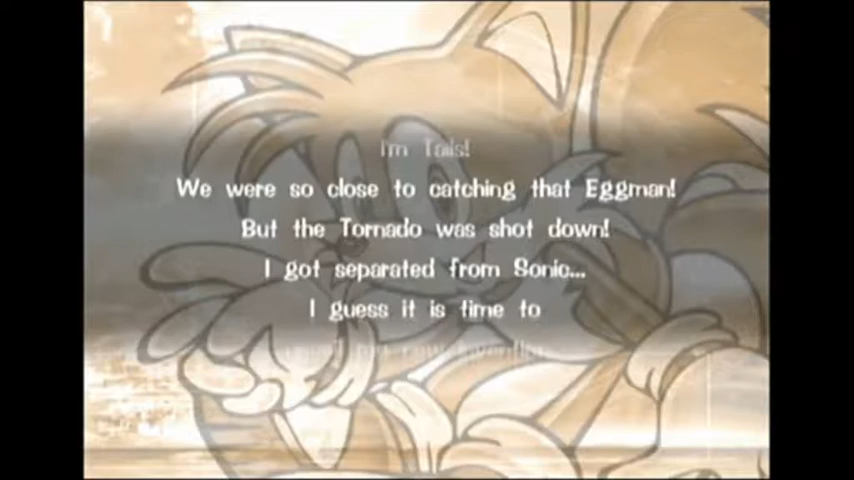 I'm Tails!
We were so close to catching that Eggman!
But the Tornado was shot down!
I got separated from Sonic...
I guess it is time to